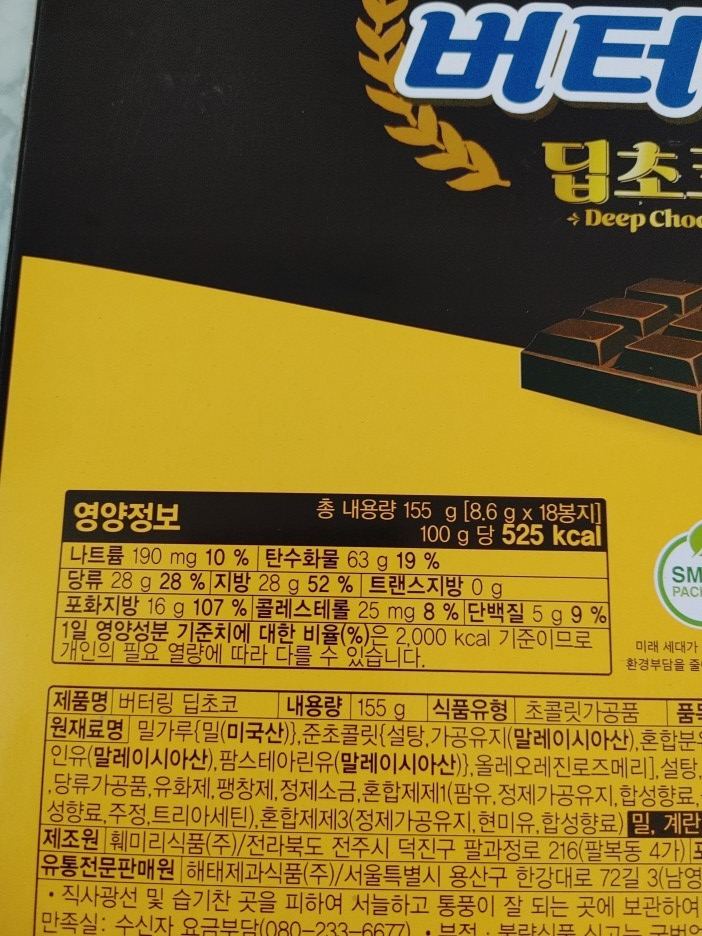 버터
딥초
Deep Choc
영양정보
총 내용량 155 g [8.6 g x 18봉지]
100 g 당 525 kcal
나트륨 190 mg 10 % 탄수화물 63 g 19 %
당류 28 g 28 % 지방 28 g 52 % 트랜스지방 0 g
포화지방 16 g 107 % 콜레스테롤 25 mg 8 % 단백질 5 g 9 %
1일 영양성분 기준치에 대한 비율(%)은 2,000 kcal 기준이므로
개인의 필요 열량에 따라 다를 수 있습니다.
SM
PAC
미래 세대가
환경부담을 줄
제품명 버터링 딥초코 내용량 155 g 식품유형 초콜릿가공품 품목
원재료명 밀가루{밀(미국산)},준초콜릿{설탕,가공유지(말레이시아산),혼합분유
인유(말레이시아산),팜스테아린유(말레이시아산)},올레오레진로즈메리],설탕,
,당류가공품,유화제,팽창제,정제소금,혼합제제1(팜유,정제가공유지,합성향료,
성향료,주정,트리아세틴),혼합제제3(정제가공유지,현미유,합성향료) 밀, 계란
제조원 훼미리식품(주)/전라북도 전주시 덕진구 팔과정로 216(팔복동 4가)
유통전문판매원 해태제과식품(주)/서울특별시 용산구 한강대로 72길 3(남영
• 직사광선 및 습기찬 곳을 피하여 서늘하고 통풍이 잘 되는 곳에 보관하여
만족실: 수신자 요금부담(080-233-6677) • 부정·불량식품 신고는 국번없